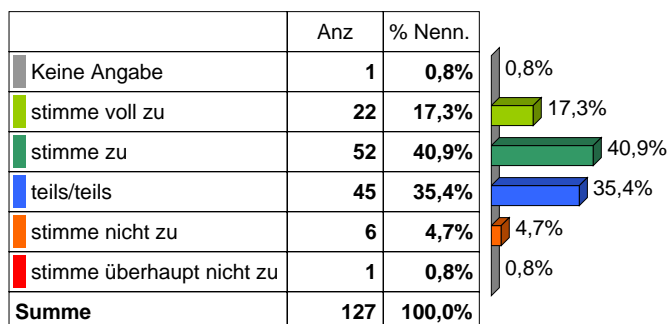 Anz % Nenn.
Keine Angabe 1 0,8% 0,8%
stimme voll zu 22 17,3% 17,3%
stimme zu 52 40,9% 40,9%
teils/teils 45 35,4% 35,4%
stimme nicht zu 6 4,7% 4,7%
stimme überhaupt nicht zu 1 0,8% 0,8%
Summe 127 100,0%